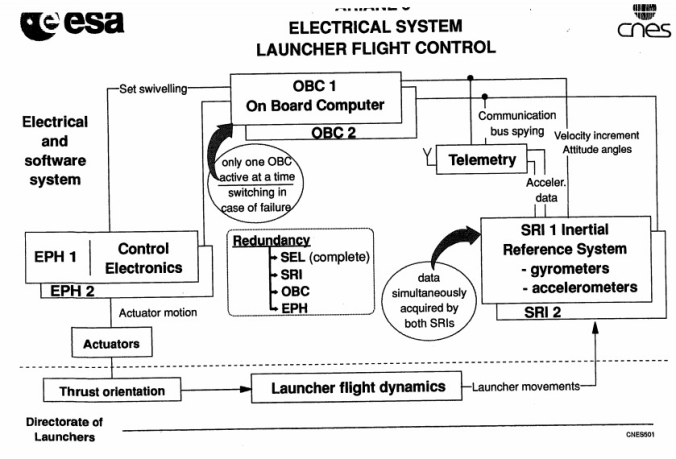 esa
ELECTRICAL SYSTEM
LAUNCHER FLIGHT CONTROL
cnes
Set swivelling
OBC 1
On Board Computer
OBC 2
Electrical
and
software
system
only one OBC
active at a time
switching in
case of failure
Communication
bus spying
Velocity increment
Attitude angles
Telemetry
Acceler.
data
EPH 1
Control
Electronics
EPH 2
Redundancy
SEL (complete)
SRI
OBC
EPH
data
simultaneously
acquired by
both SRIs
SRI 1 Inertial
Reference System
- gyrometers
- accelerometers
SRI 2
Actuator motion
Actuators
Thrust orientation
Launcher flight dynamics
Launcher movements
Directorate of
Launchers
CNES501